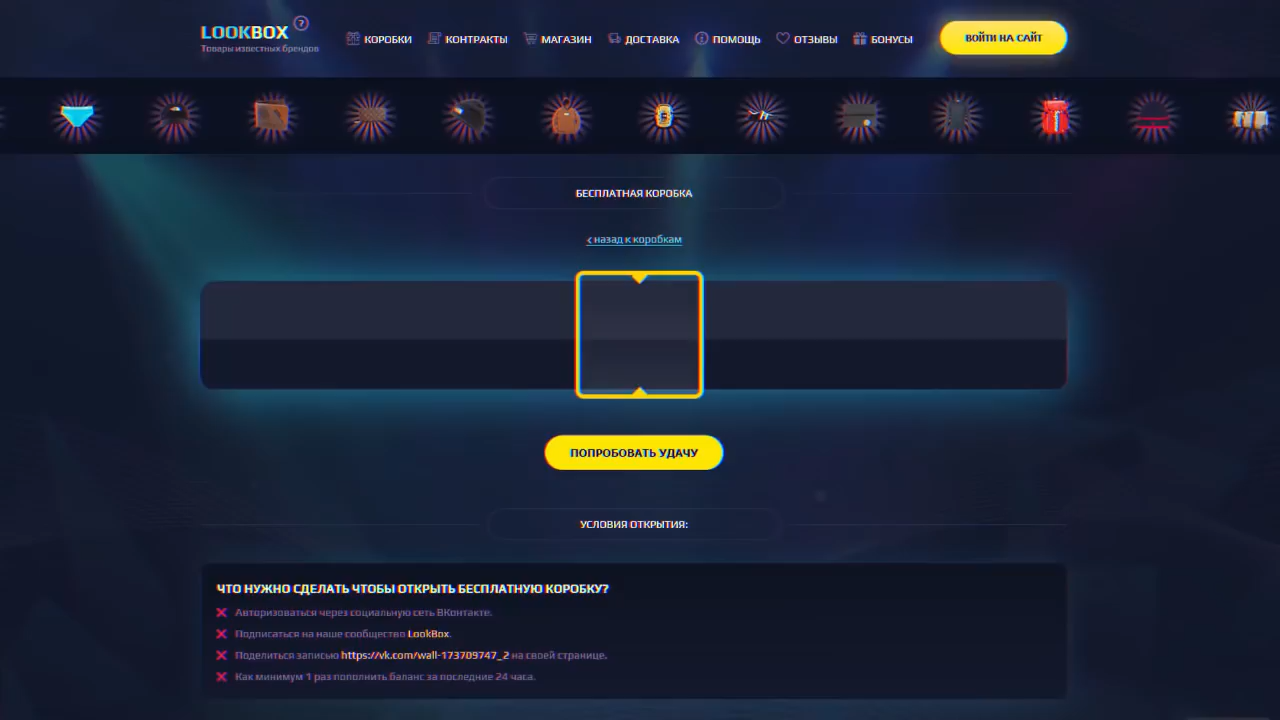 LOOKBOX ?
Товары известных брендов
КОРОБКИ КОНТРАКТЫ МАГАЗИН ДОСТАВКА ПОМОЩЬ ОТЗЫВЫ БОНУСЫ ВОЙТИ НА САЙТ
БЕСПЛАТНАЯ КОРОБКА
< назад к коробкам
ПОПРОБОВАТЬ УДАЧУ
УСЛОВИЯ ОТКРЫТИЯ:
ЧТО НУЖНО СДЕЛАТЬ ЧТОБЫ ОТКРЫТЬ БЕСПЛАТНУЮ КОРОБКУ?
Авторизоваться через социальную сеть ВКонтакте.
Подписаться на наше сообщество LookBox.
Поделиться записью https://vk.com/wall-173709747_2 на своей странице.
Как минимум 1 раз пополнить баланс за последние 24 часа.